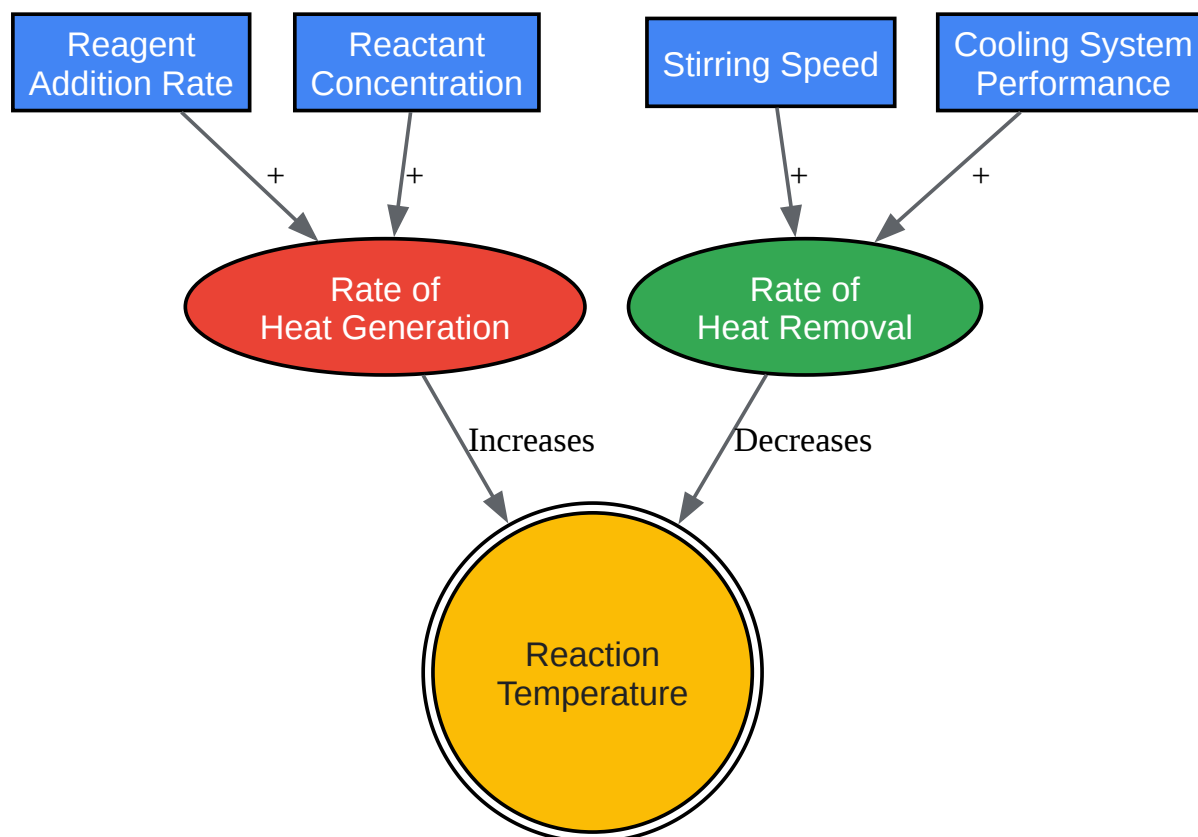 Reagent
Addition Rate
Reactant
Concentration
Stirring Speed
Cooling System
Performance
+
+
+
+
Rate of
Heat Generation
Rate of
Heat Removal
Increases
Decreases
Reaction
Temperature